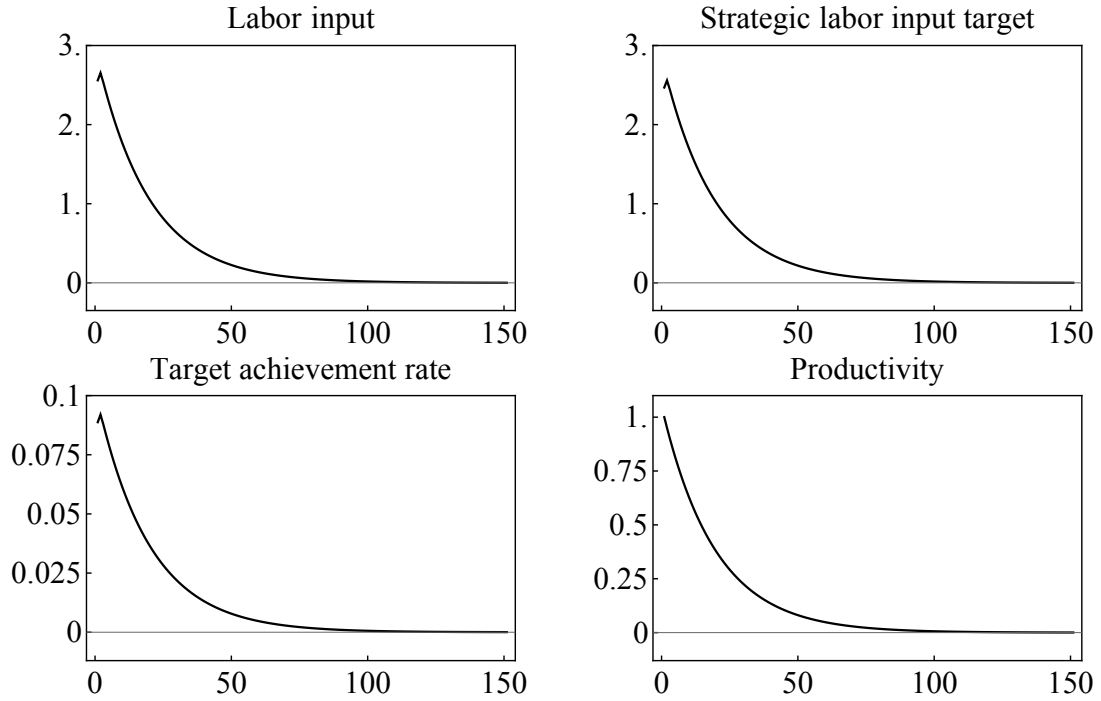 Labor input
3.
2.
1.
0
0 50 100 150
Strategic labor input target
3.
2.
1.
0
0 50 100 150
Target achievement rate
0.1
0.075
0.05
0.025
0
0 50 100 150
Productivity
1.
0.75
0.5
0.25
0
0 50 100 150